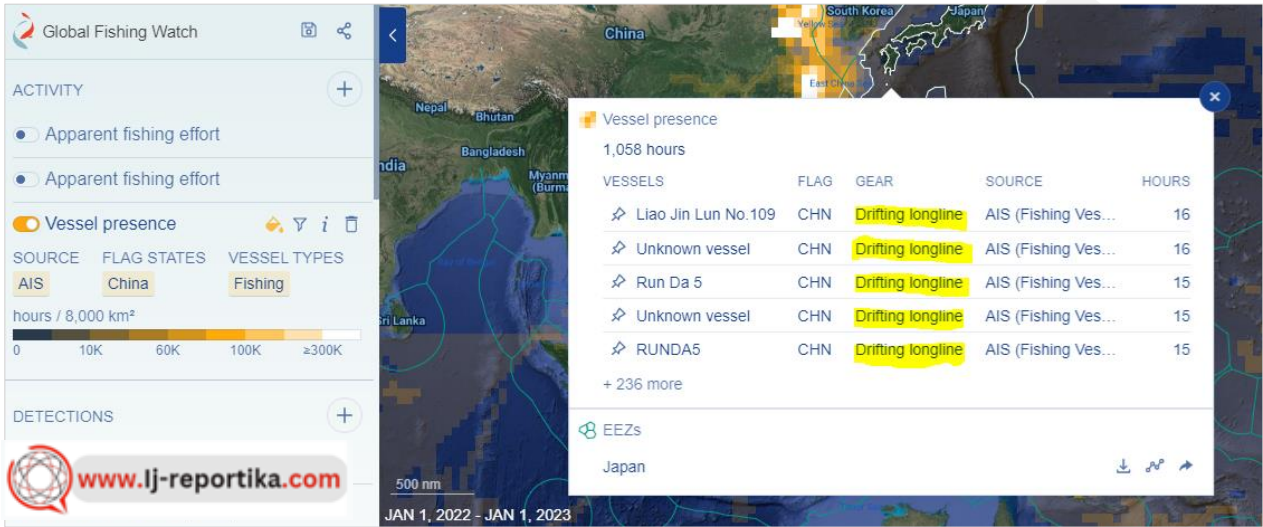 Global Fishing Watch
ACTIVITY
Apparent fishing effort
Apparent fishing effort
Vessel presence
SOURCE FLAG STATES VESSEL TYPES
AIS China Fishing
hours / 8,000 km²
0 10K 60K 100K ≥300K
DETECTIONS
www.lj-reportika.com
China
South Korea
Japan
Yellow Sea
Nepal
Bhutan
Bangladesh
ndia
Myanm
(Burma
Sri Lanka
Bay of Bengal
500 nm
JAN 1, 2022 - JAN 1, 2023
Vessel presence
1,058 hours
VESSELS FLAG GEAR SOURCE HOURS
Liao Jin Lun No.109 CHN Drifting longline AIS (Fishing Ves... 16
Unknown vessel CHN Drifting longline AIS (Fishing Ves... 16
Run Da 5 CHN Drifting longline AIS (Fishing Ves... 15
Unknown vessel CHN Drifting longline AIS (Fishing Ves... 15
RUNDA5 CHN Drifting longline AIS (Fishing Ves... 15
+ 236 more
EEZs
Japan